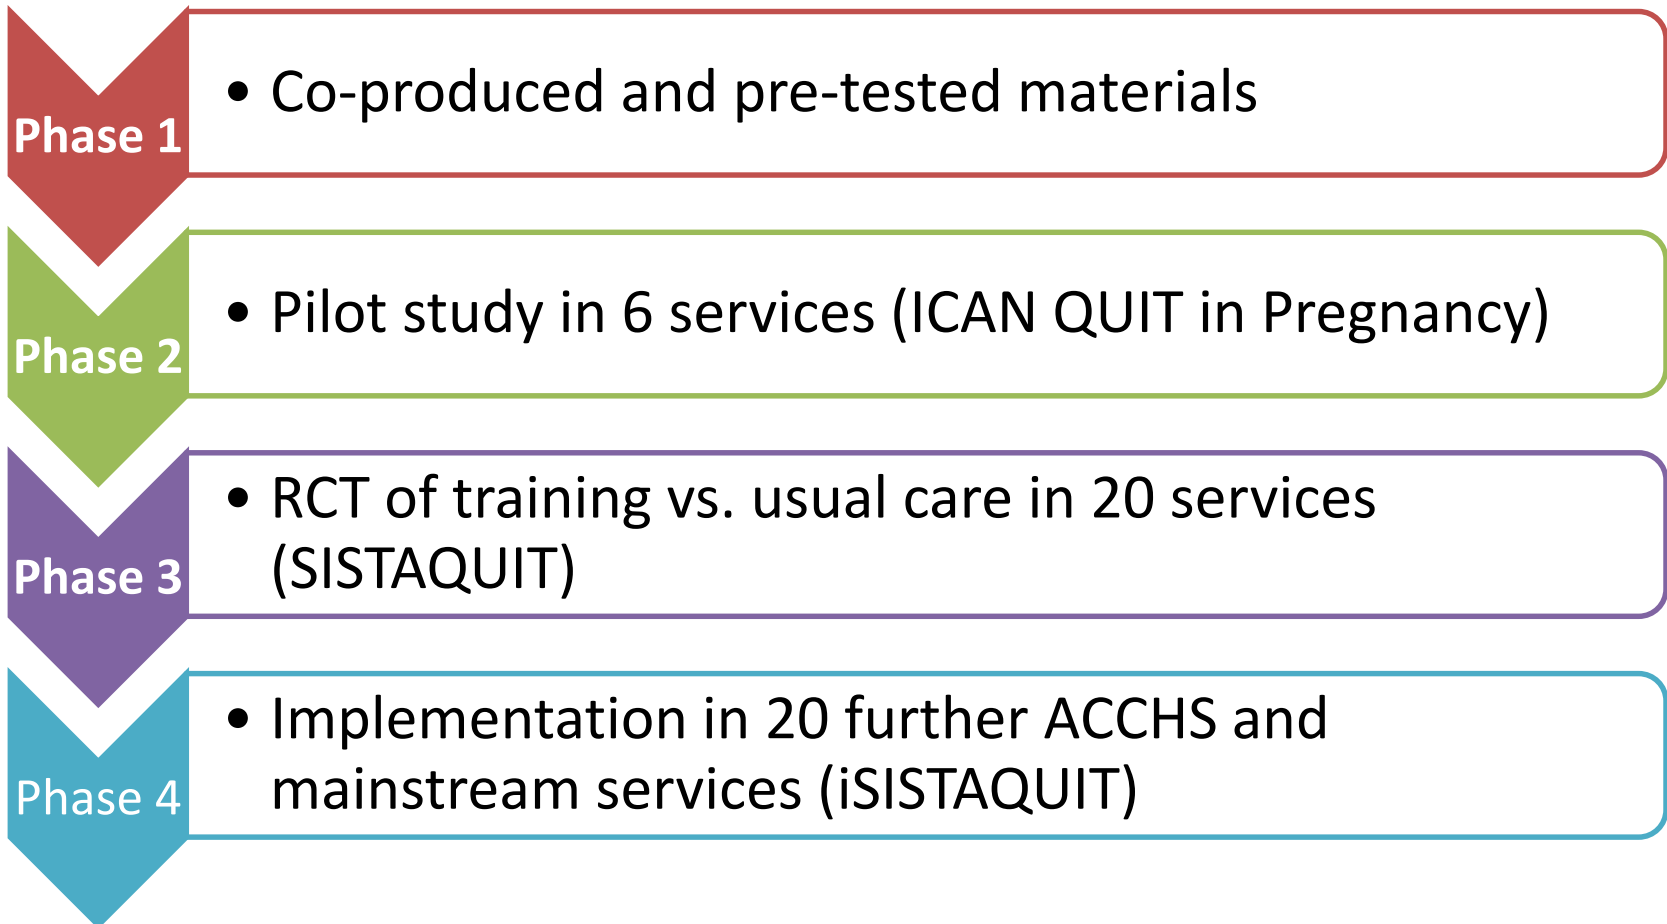 Phase 1
• Co-produced and pre-tested materials
Phase 2
• Pilot study in 6 services (ICAN QUIT in Pregnancy)
Phase 3
• RCT of training vs. usual care in 20 services
(SISTAQUIT)
Phase 4
• Implementation in 20 further ACCHS and
mainstream services (iSISTAQUIT)